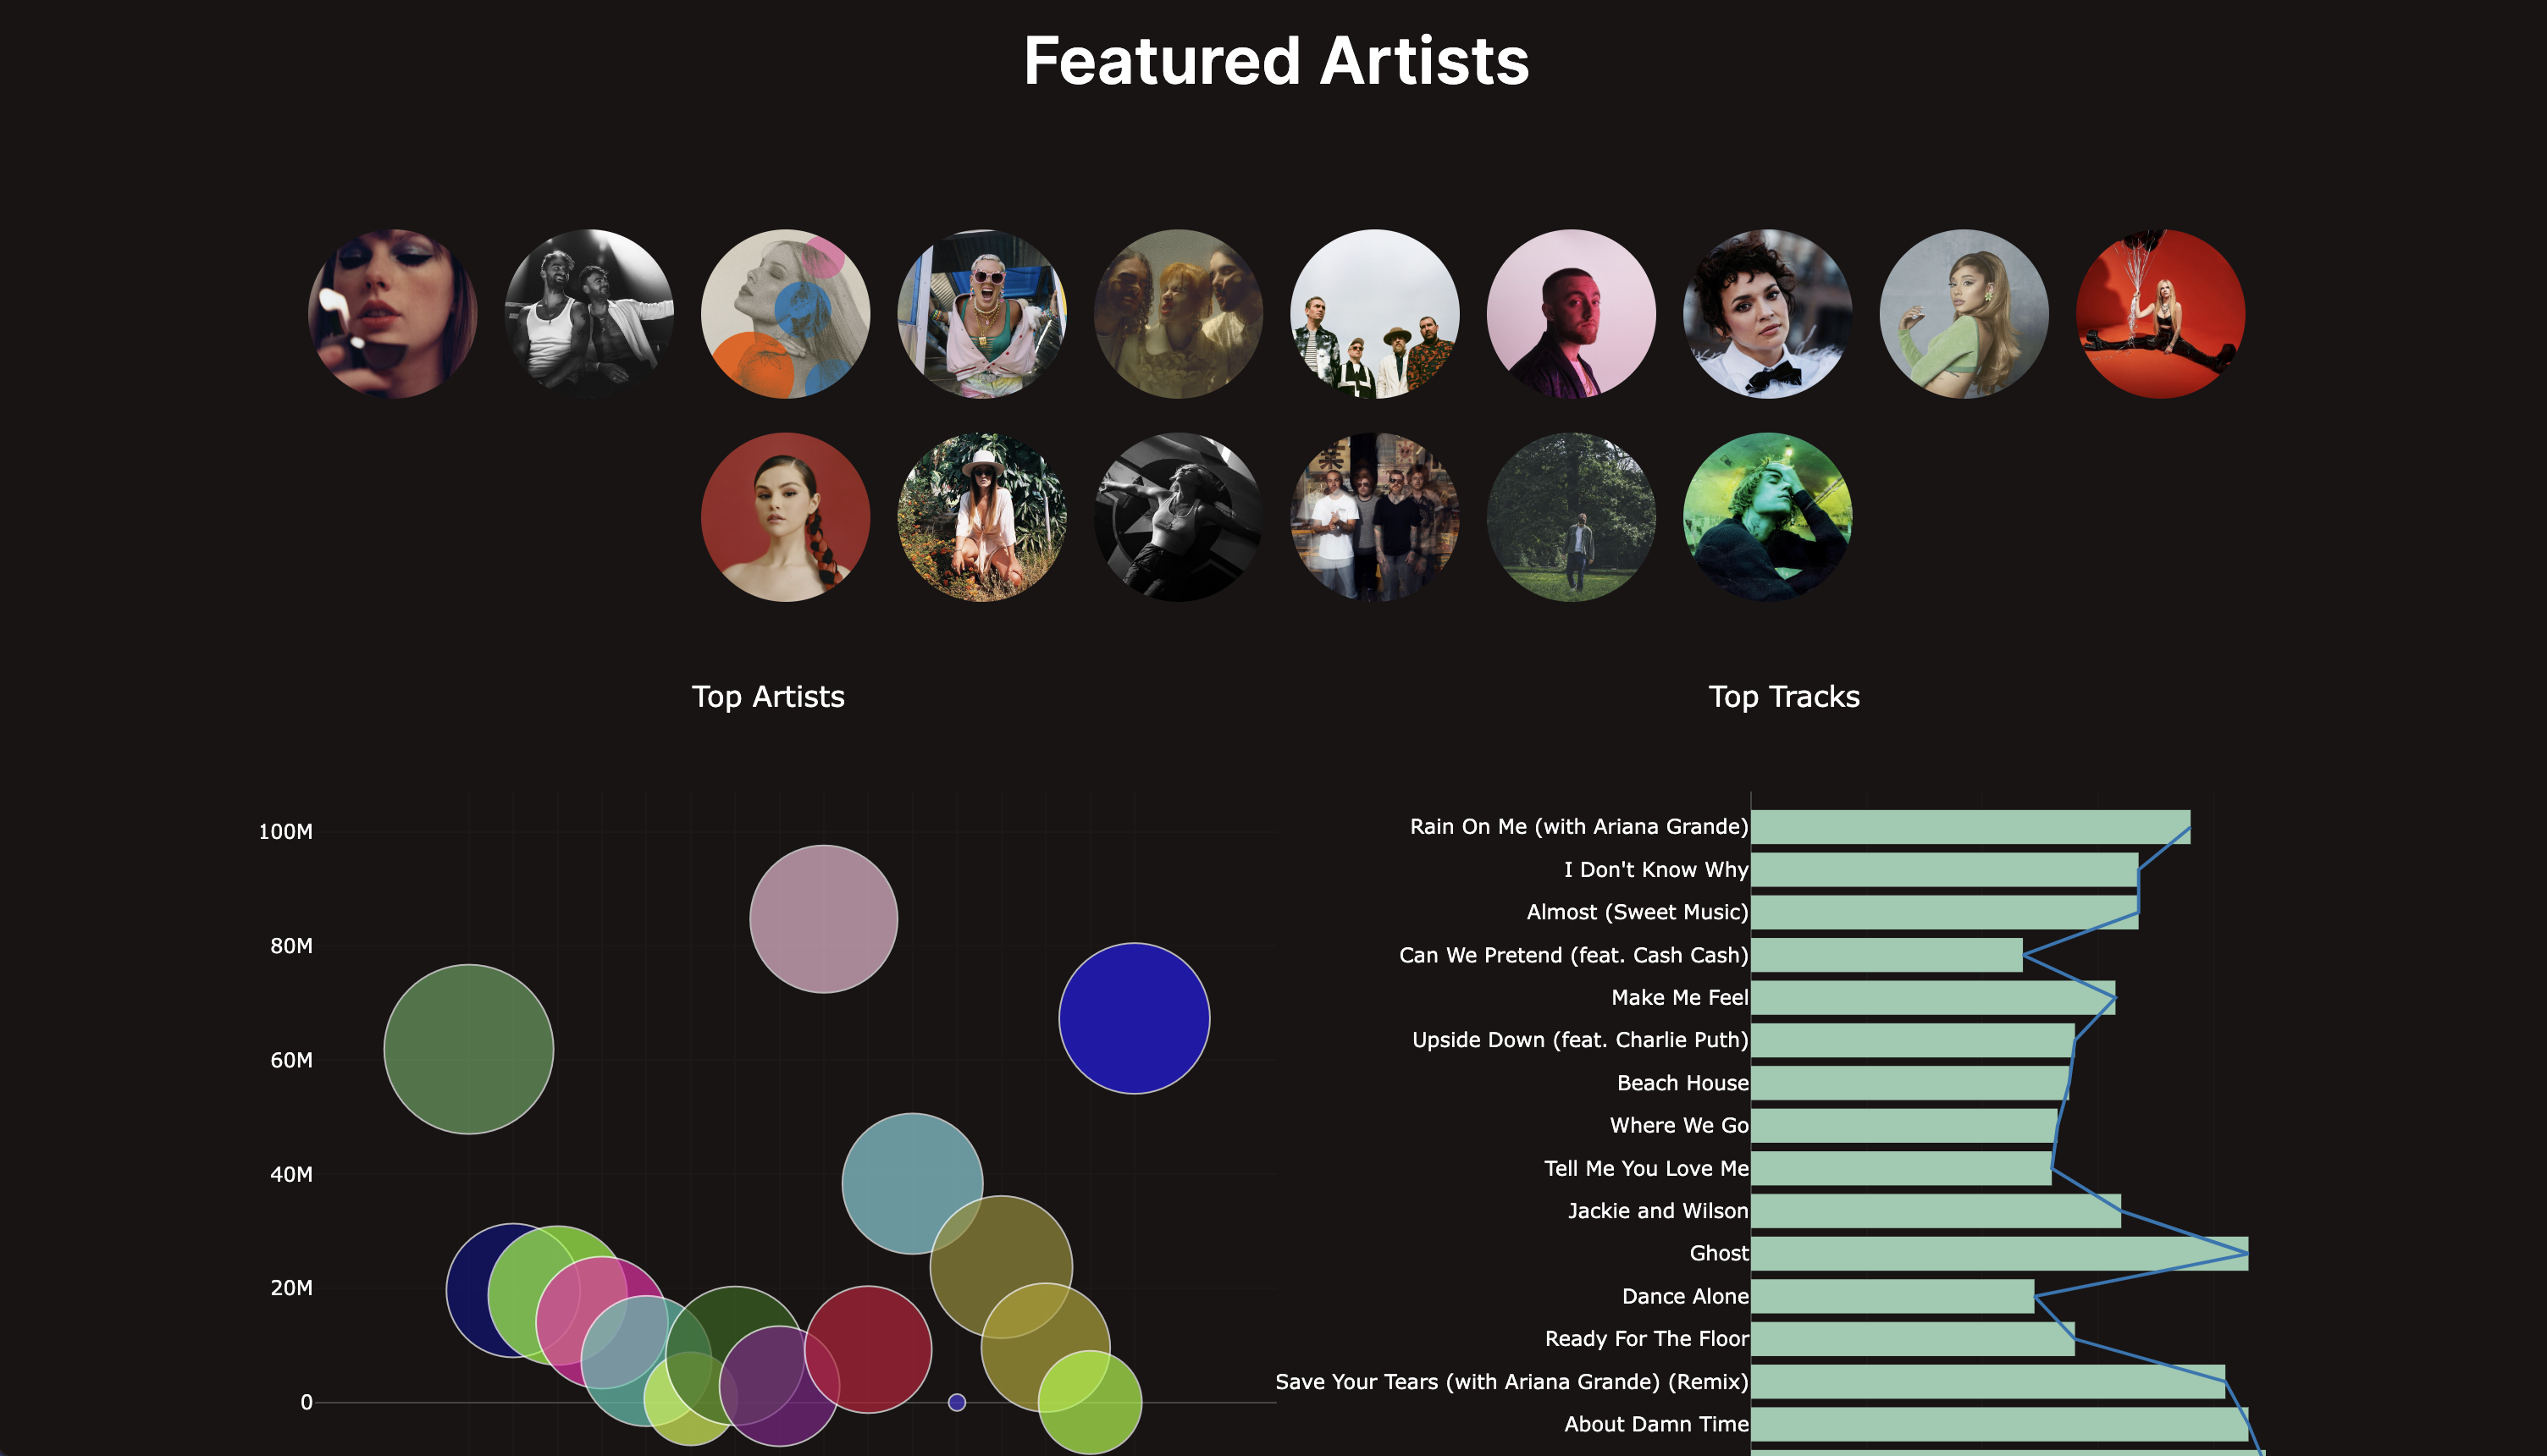 Featured Artists
Top Artists
Top Tracks
100M
80M
60M
40M
20M
0
Rain On Me (with Ariana Grande)
I Don't Know Why
Almost (Sweet Music)
Can We Pretend (feat. Cash Cash)
Make Me Feel
Upside Down (feat. Charlie Puth)
Beach House
Where We Go
Tell Me You Love Me
Jackie and Wilson
Ghost
Dance Alone
Ready For The Floor
Save Your Tears (with Ariana Grande) (Remix)
About Damn Time